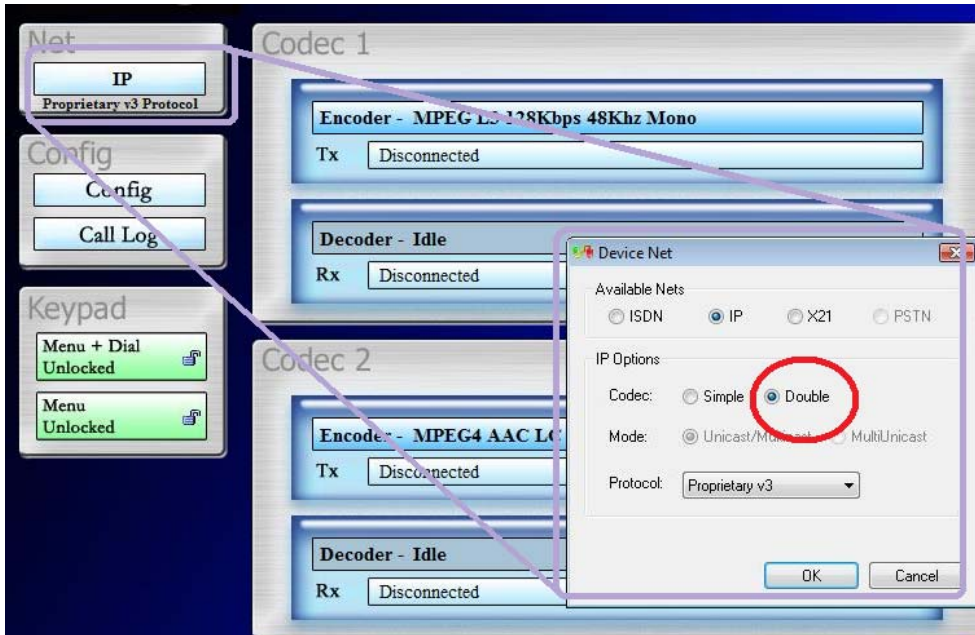 Net
IP
Proprietary v3 Protocol
Config
Config
Call Log
Keypad
Menu + Dial
Unlocked
Menu
Unlocked
Codec 1
Encoder - MPEG L3 128Kbps 48Khz Mono
Tx Disconnected
Decoder - Idle
Rx Disconnected
Codec 2
Encoder - MPEG4 AAC LC
Tx Disconnected
Decoder - Idle
Rx Disconnected
Device Net
Available Nets
ISDN IP X21 PSTN
IP Options
Codec: Simple Double
Mode: Unicast/Multicast MultiUnicast
Protocol: Proprietary v3
OK Cancel